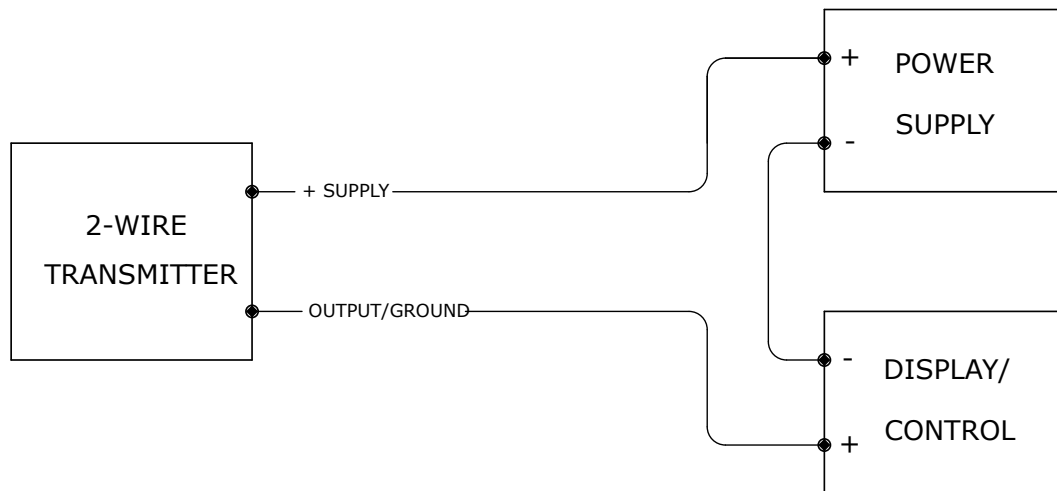 + POWER
SUPPLY
-
+ SUPPLY
2-WIRE
TRANSMITTER
OUTPUT/GROUND
- DISPLAY/
CONTROL
+